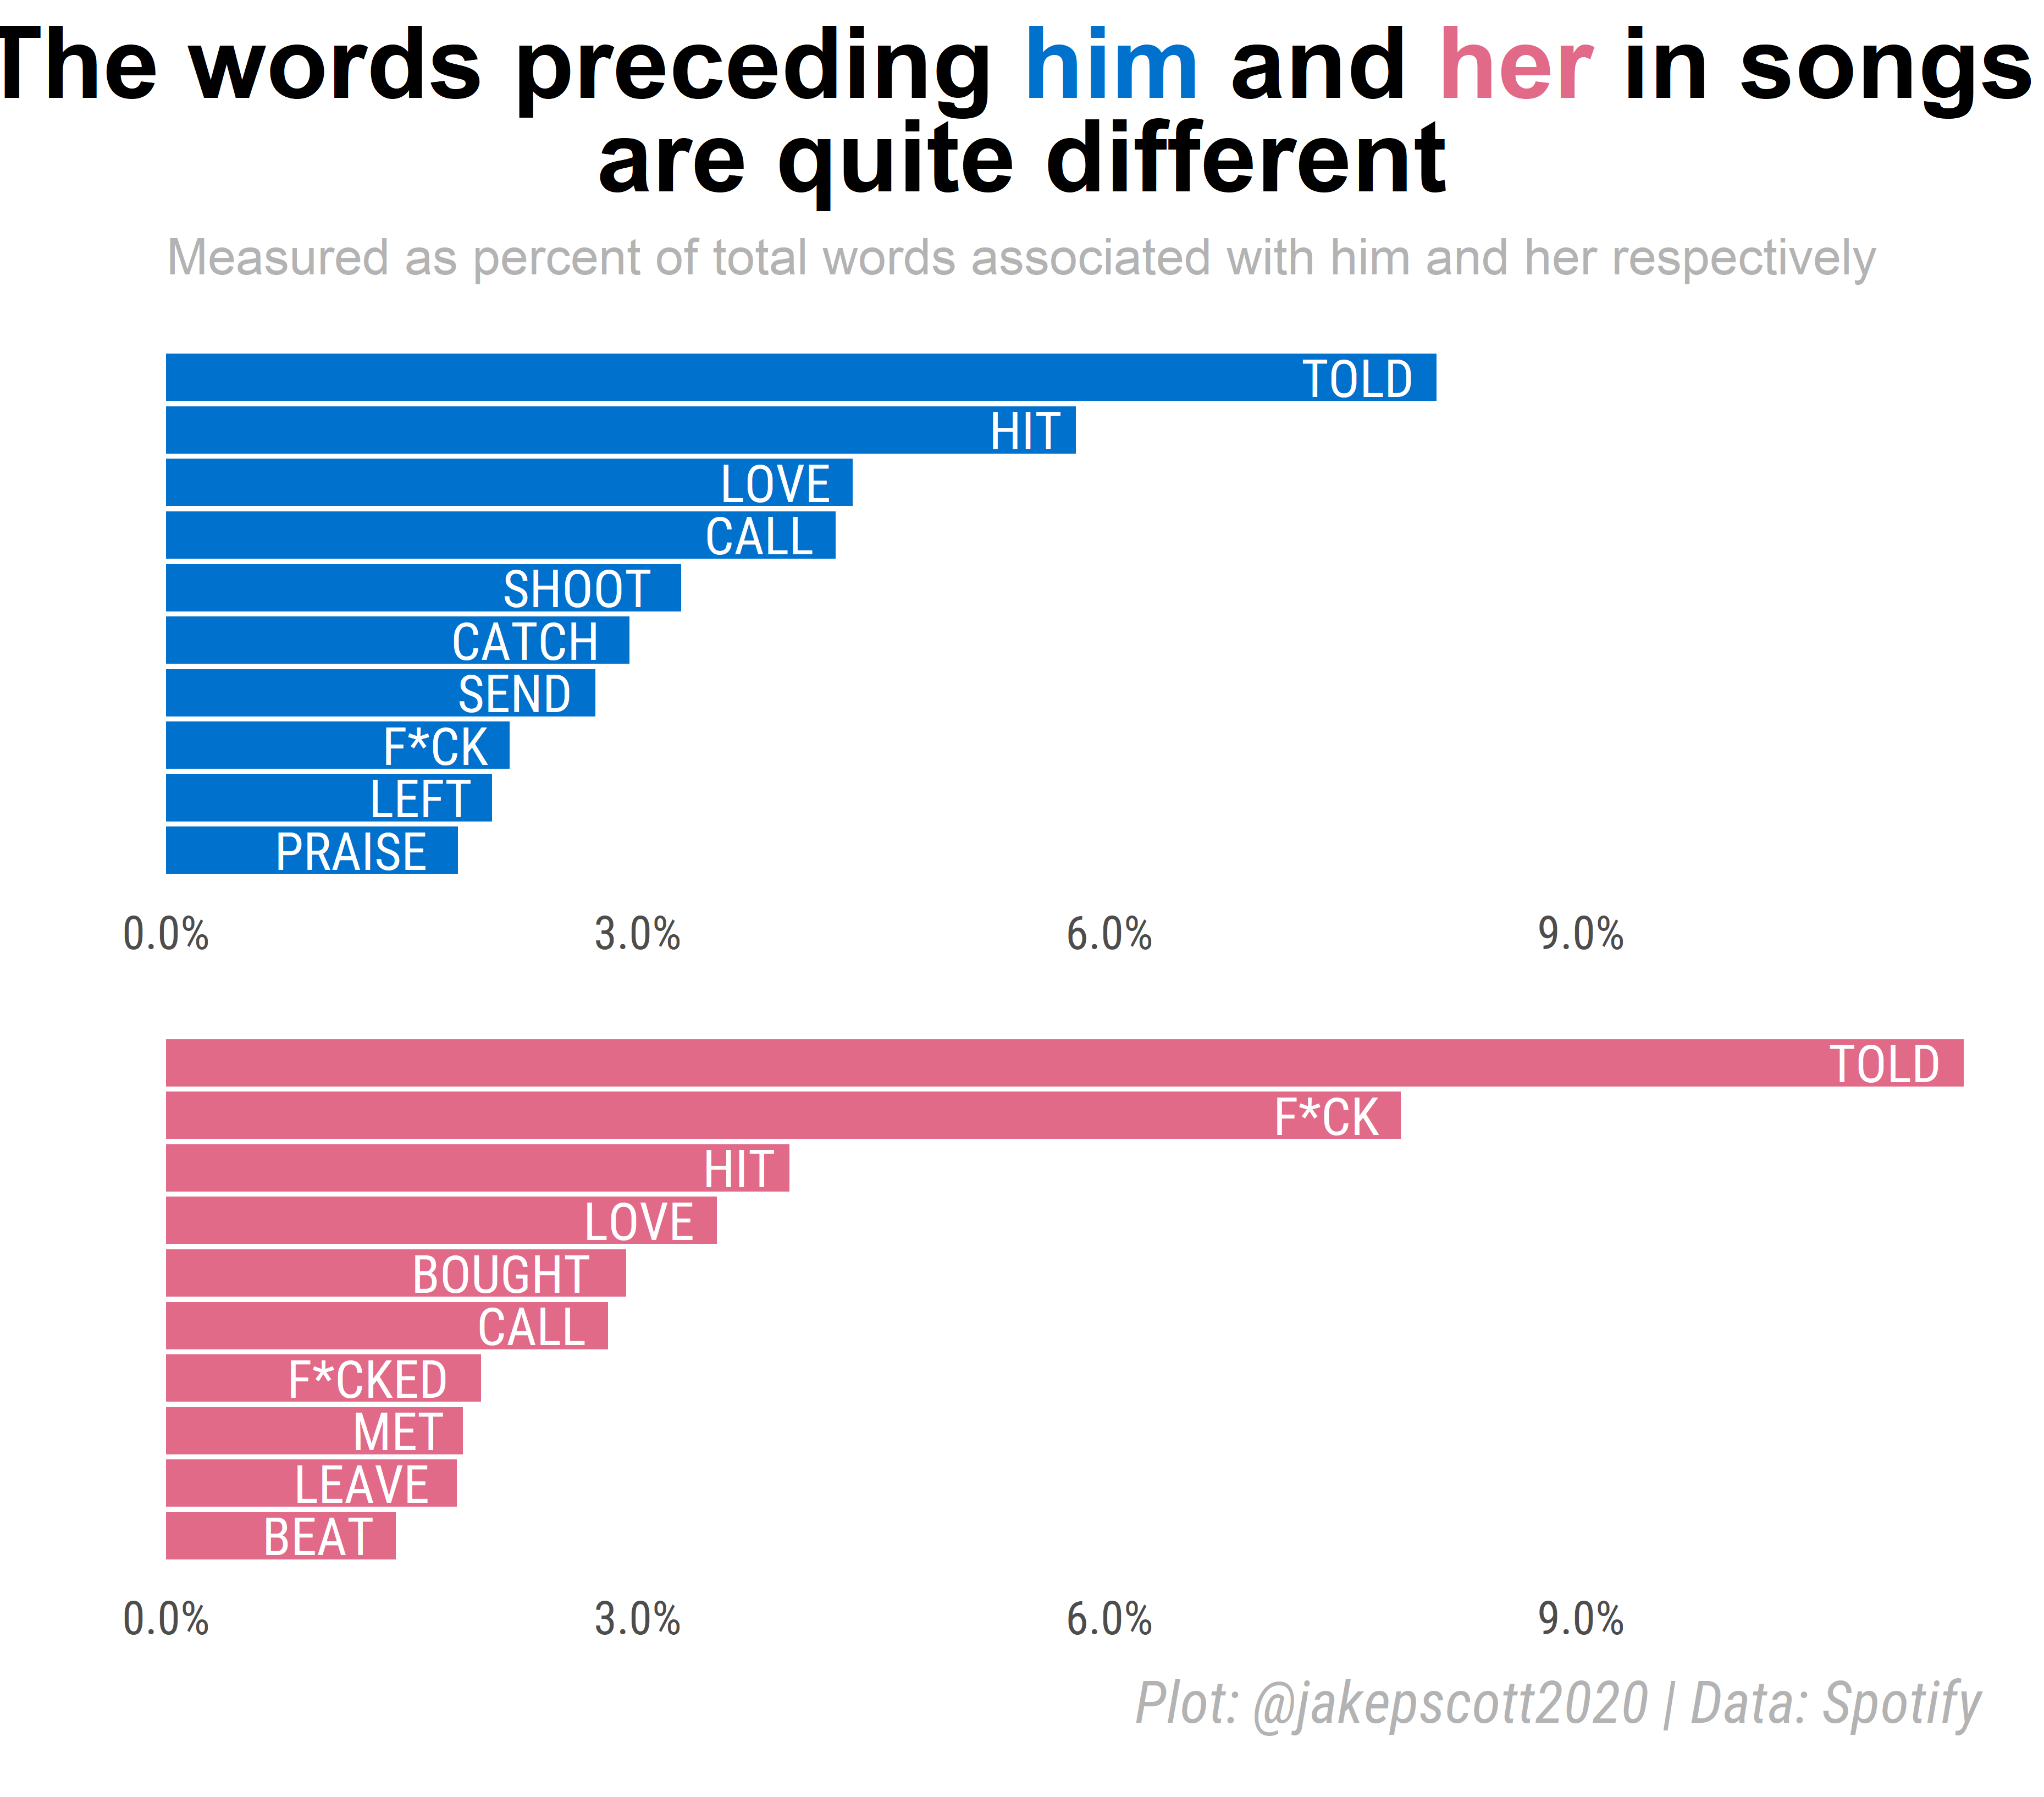 The words preceding him and her in songs
are quite different
Measured as percent of total words associated with him and her respectively
TOLD
HIT
LOVE
CALL
SHOOT
CATCH
SEND
F*CK
LEFT
PRAISE
0.0% 3.0% 6.0% 9.0%
TOLD
F*CK
HIT
LOVE
BOUGHT
CALL
F*CKED
MET
LEAVE
BEAT
0.0% 3.0% 6.0% 9.0%
Plot: @jakepscott2020 | Data: Spotify